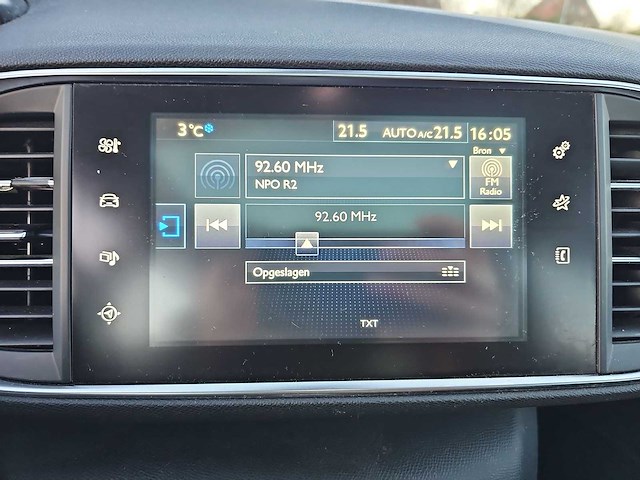 3°C 21.5 AUTO A/C 21.5 16:05
Bron
92.60 MHz
NPO R2
FM
Radio
92.60 MHz
Opgeslagen
TXT